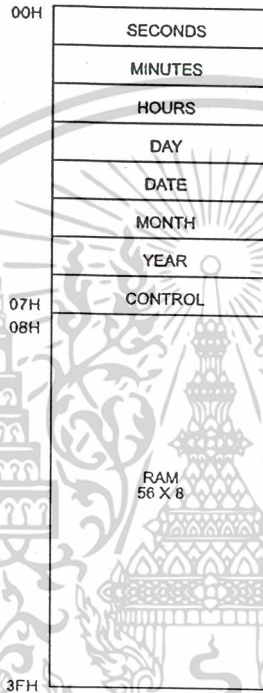 00H
SECONDS
MINUTES
HOURS
DAY
DATE
MONTH
YEAR
07H CONTROL
08H
RAM
56 X 8
3FH